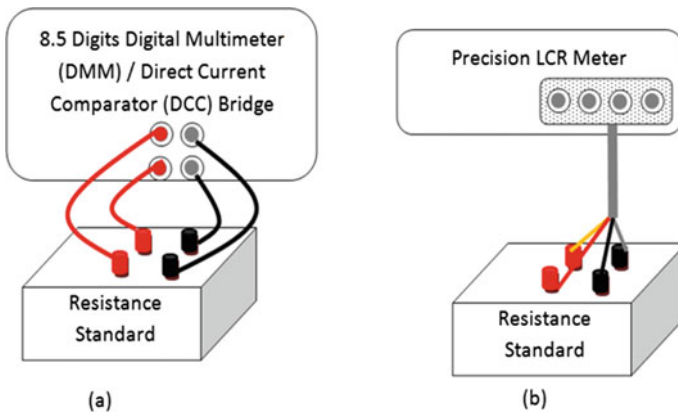 8.5 Digits Digital Multimeter
(DMM) / Direct Current
Comparator (DCC) Bridge
Resistance
Standard
(a)
Precision LCR Meter
Resistance
Standard
(b)